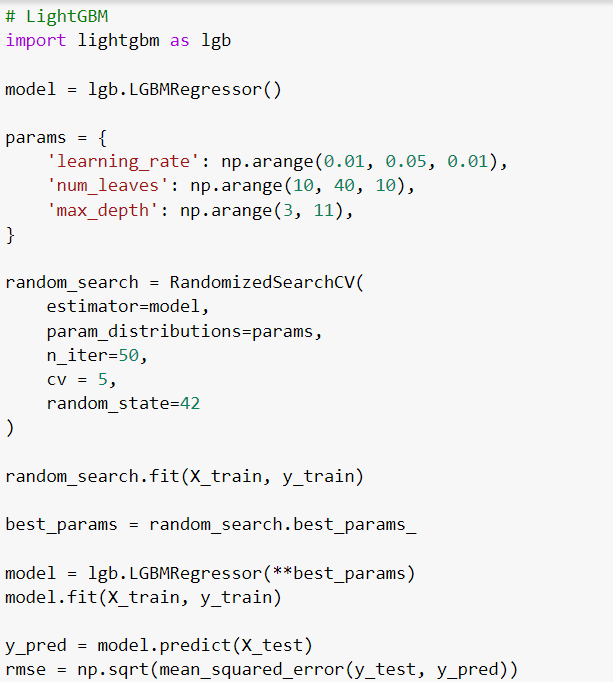 # LightGBM
import lightgbm as lgb
model = lgb.LGBMRegressor()
params = {
    'learning_rate': np.arange(0.01, 0.05, 0.01),
    'num_leaves': np.arange(10, 40, 10),
    'max_depth': np.arange(3, 11),
}
random_search = RandomizedSearchCV(
    estimator=model,
    param_distributions=params,
    n_iter=50,
    cv = 5,
    random_state=42
)
random_search.fit(X_train, y_train)
best_params = random_search.best_params_
model = lgb.LGBMRegressor(**best_params)
model.fit(X_train, y_train)
y_pred = model.predict(X_test)
rmse = np.sqrt(mean_squared_error(y_test, y_pred))